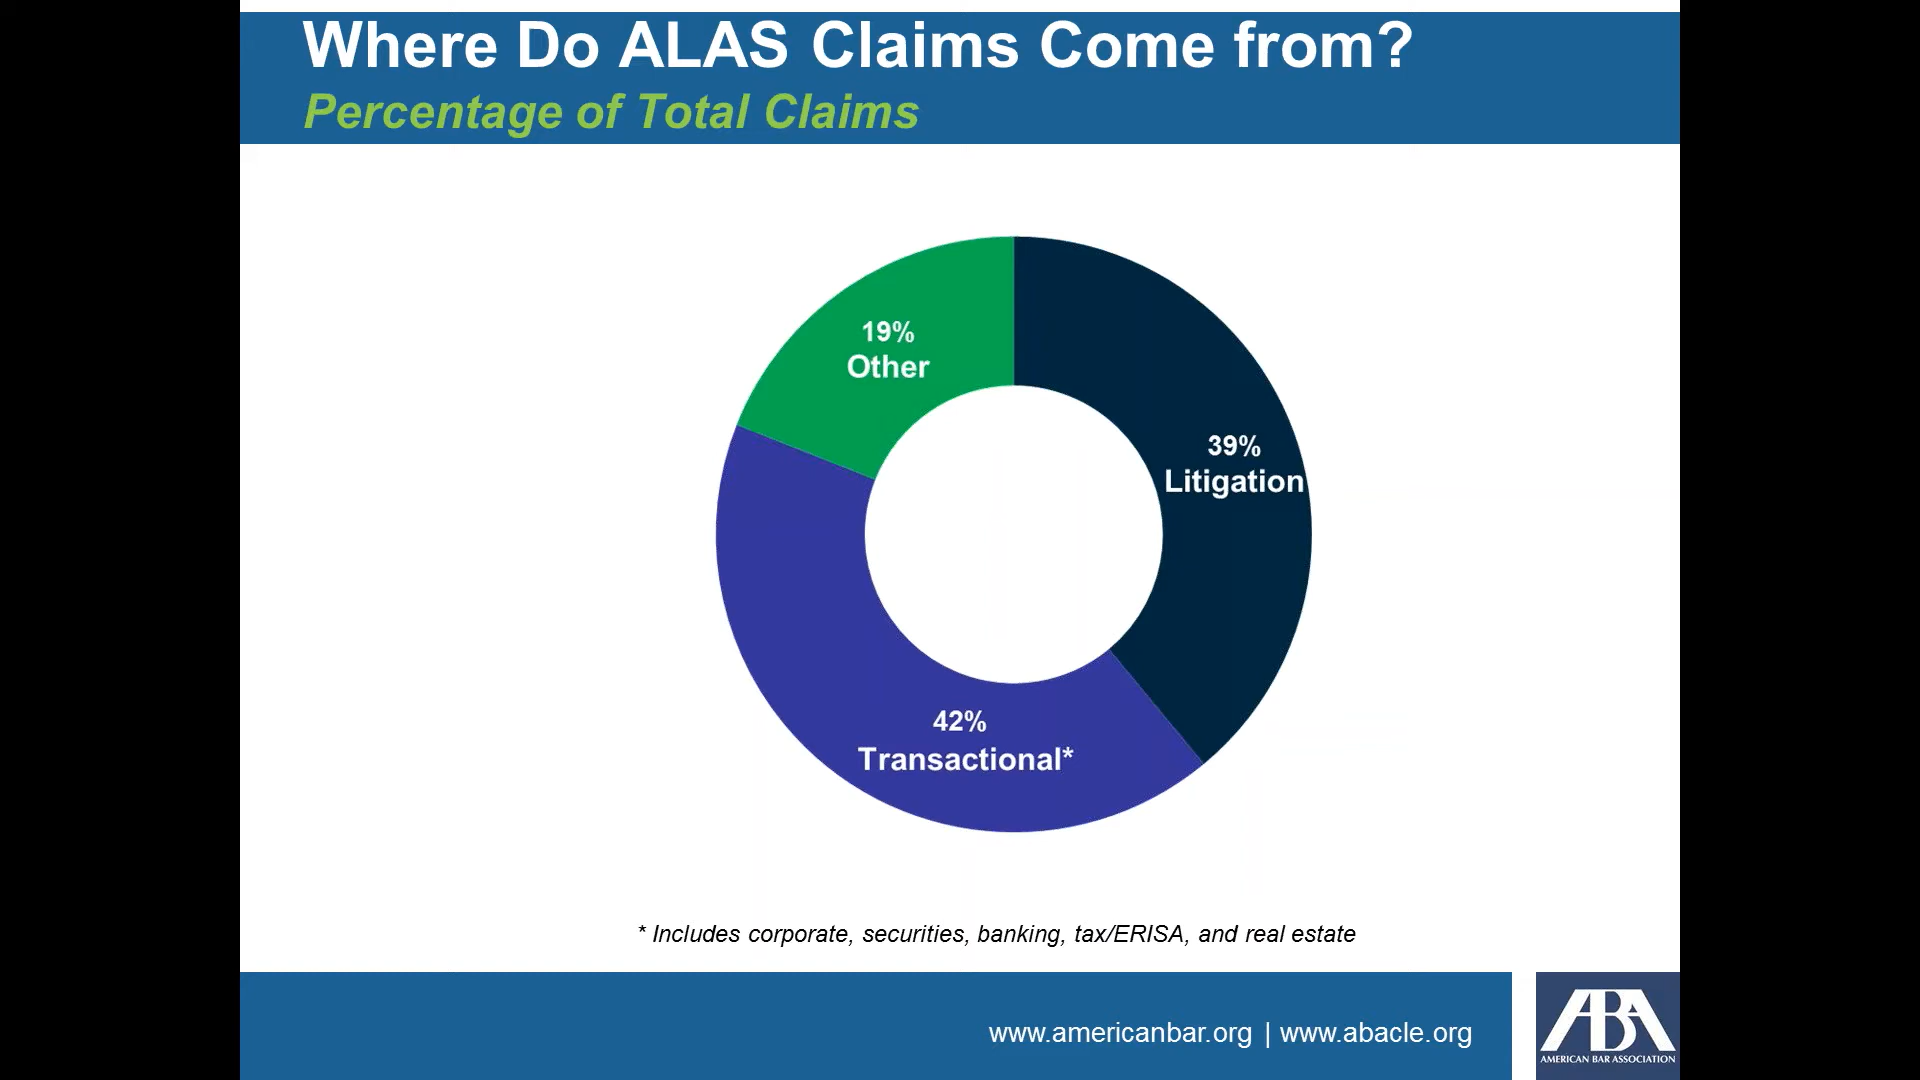 Where Do ALAS Claims Come from?
Percentage of Total Claims
19%
Other
39%
Litigation
42%
Transactional*
* Includes corporate, securities, banking, tax/ERISA, and real estate
www.americanbar.org | www.abacle.org
ABA
AMERICAN BAR ASSOCIATION